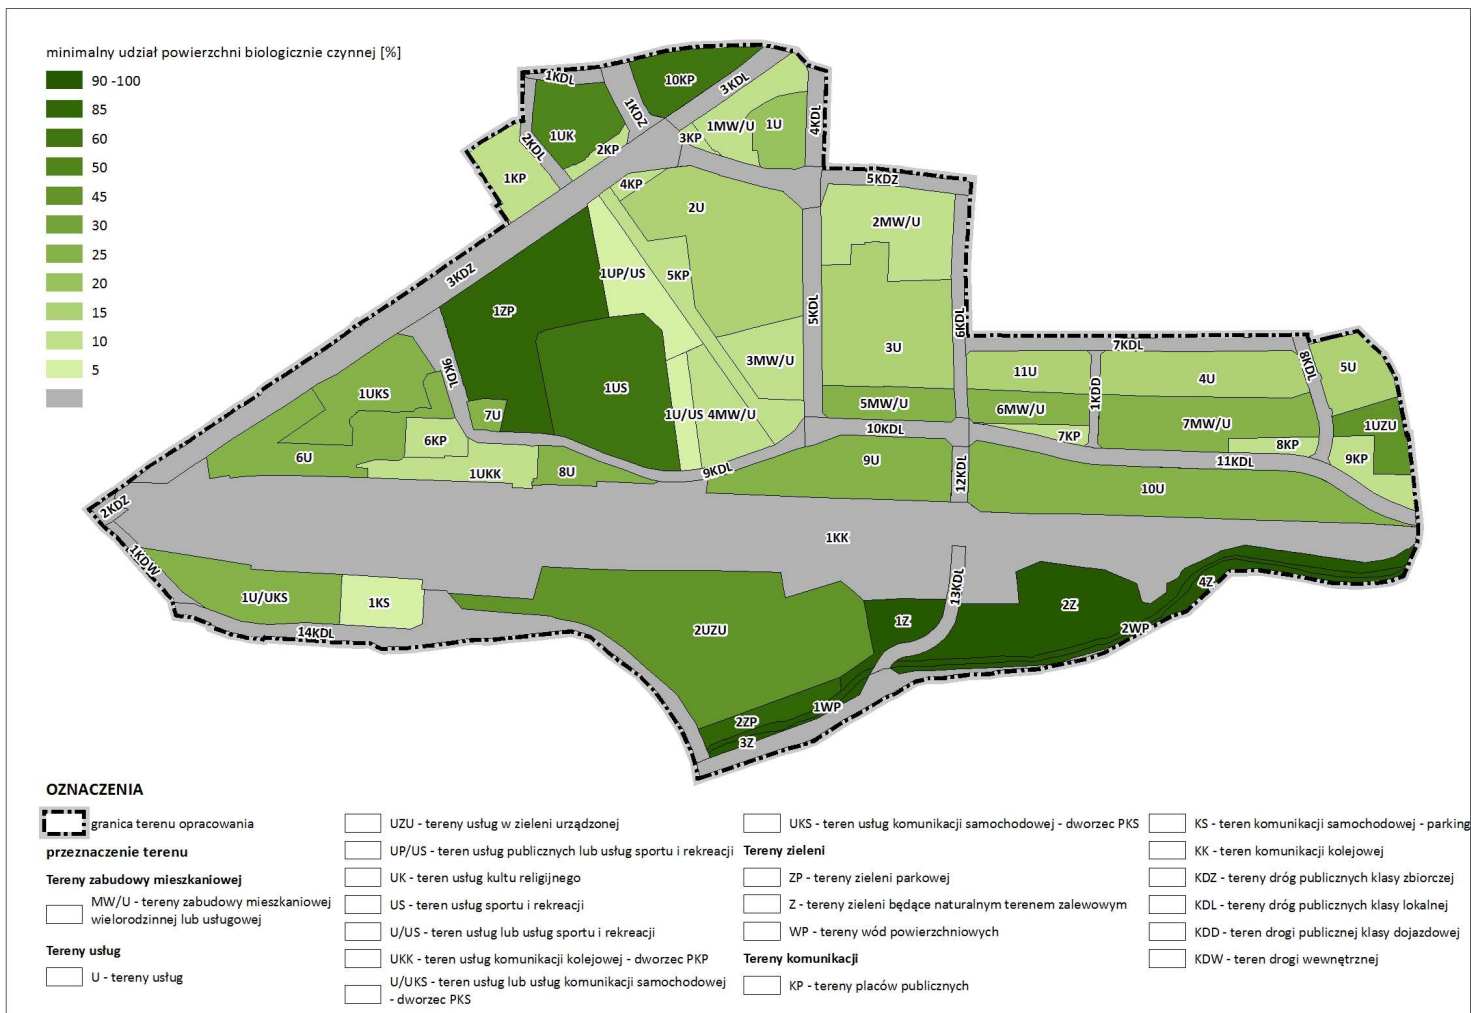 minimalny udział powierzchni biologicznie czynnej [%]
90 -100
85
60
50
45
30
25
20
15
10
5
1KDL
10KP
3KDL
1KDZ
1UK
2KDL
2KP
3KP
1MW/U
1U
4KDL
1KP
4KP
5KDZ
2U
2MW/U
3KDZ
1UP/US
5KP
1ZP
5KDL
6KDL
3MW/U
3U
7KDL
8KDL
5U
9KDL
1UKS
1US
11U
1KDD
4U
7U
1U/US
4MW/U
5MW/U
6MW/U
7MW/U
1UZU
6KP
10KDL
7KP
8KP
9KP
6U
1UKK
8U
9KDL
9U
12KDL
11KDL
10U
2KDZ
1KK
1KDW
1U/UKS
1KS
13KDL
4Z
2Z
1Z
14KDL
2UZU
2WP
1WP
2ZP
3Z
OZNACZENIA
granica terenu opracowania
przeznaczenie terenu
Tereny zabudowy mieszkaniowej
MW/U - tereny zabudowy mieszkaniowej
wielorodzinnej lub usługowej
Tereny usług
U - tereny usług
UZU - tereny usług w zieleni urządzonej
UP/US - teren usług publicznych lub usług sportu i rekreacji
UK - teren usług kultu religijnego
US - teren usług sportu i rekreacji
U/US - teren usług lub usług sportu i rekreacji
UKK - teren usług komunikacji kolejowej - dworzec PKP
U/UKS - teren usług lub usług komunikacji samochodowej
- dworzec PKS
UKS - teren usług komunikacji samochodowej - dworzec PKS
Tereny zieleni
ZP - tereny zieleni parkowej
Z - tereny zieleni będące naturalnym terenem zalewowym
WP - tereny wód powierzchniowych
Tereny komunikacji
KP - tereny placów publicznych
KS - teren komunikacji samochodowej - parking
KK - teren komunikacji kolejowej
KDZ - tereny dróg publicznych klasy zbiorczej
KDL - tereny dróg publicznych klasy lokalnej
KDD - teren drogi publicznej klasy dojazdowej
KDW - teren drogi wewnętrznej